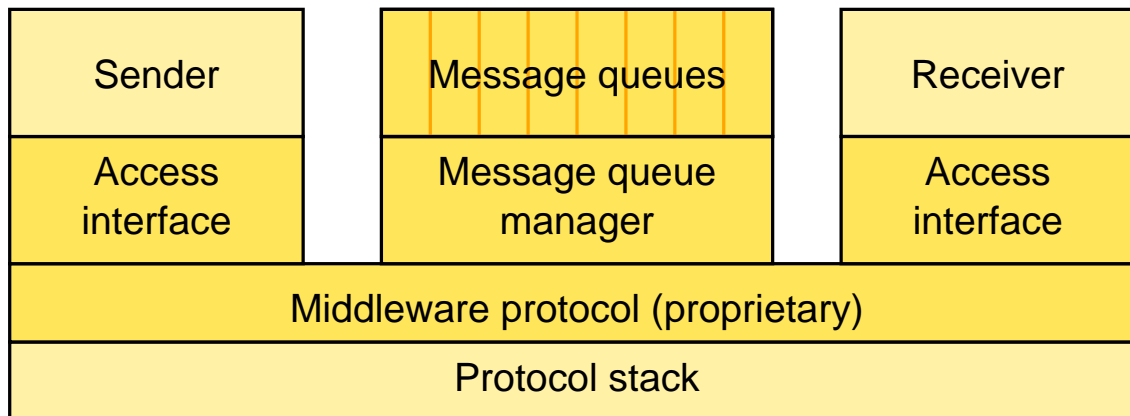 Sender
Message queues
Receiver
Access
interface
Message queue
manager
Access
interface
Middleware protocol (proprietary)
Protocol stack